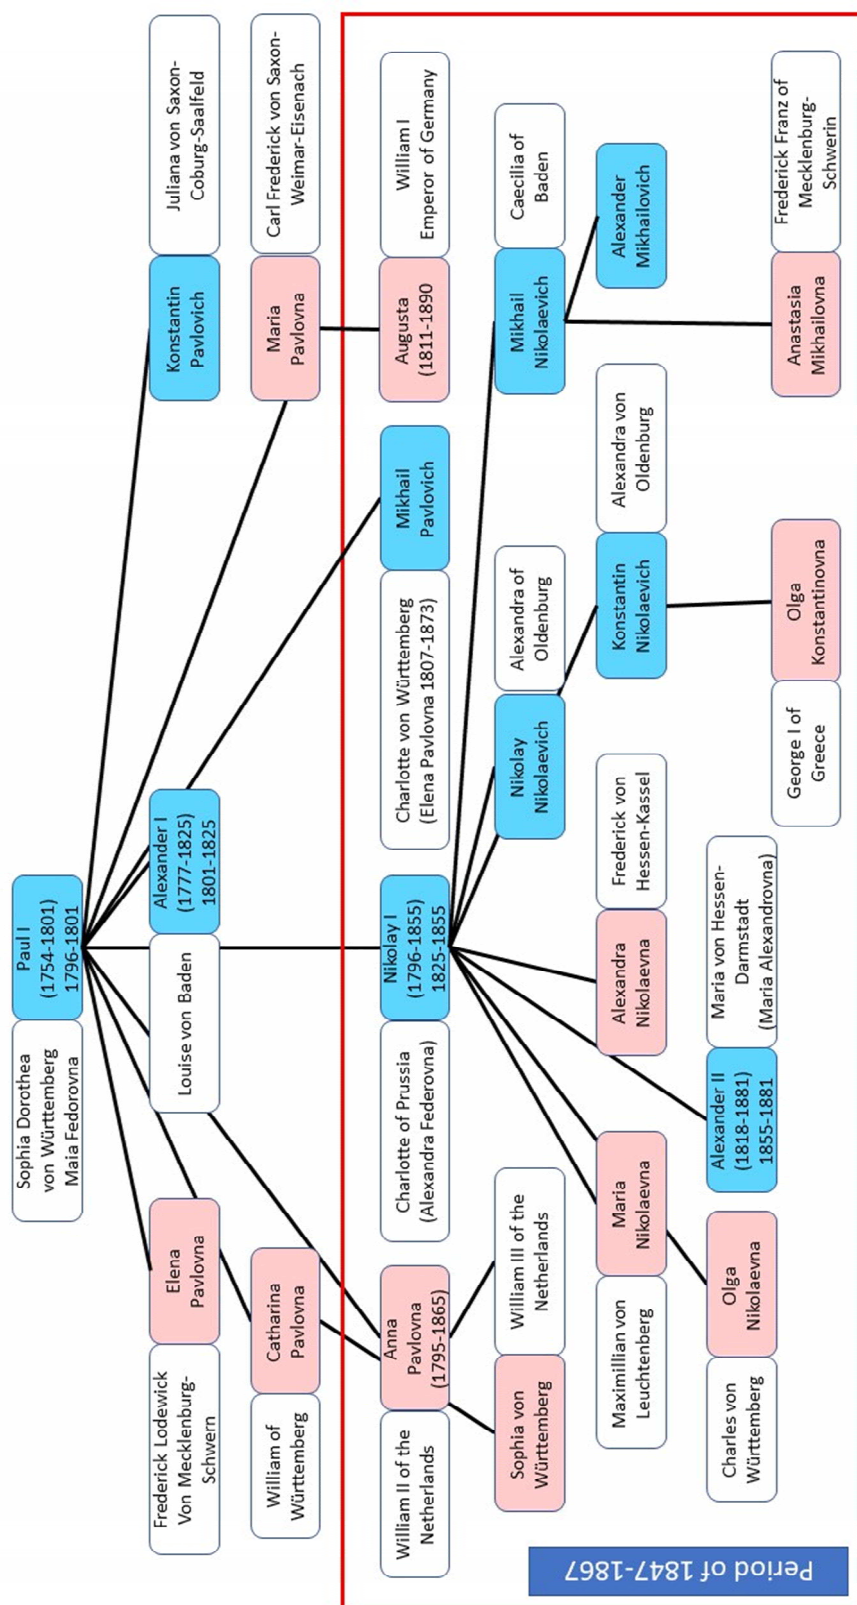 Sophia Dorothea
von Württemberg
Maia Fedorovna
Paul I
(1754-1801)
1796-1801
Frederick Lodewick
Von Mecklenburg-
Schwern
Elena
Pavlovna
Louise von Baden
Alexander I
(1777-1825)
1801-1825
Konstantin
Pavlovich
Juliana von Saxon-
Coburg-Saalfeld
William of
Württemberg
Catharina
Pavlovna
Maria
Pavlovna
Carl Frederick von Saxon-
Weimar-Eisenach
William II of the
Netherlands
Anna
Pavlovna
(1795-1865)
Charlotte of Prussia
(Alexandra Federovna)
Nikolay I
(1796-1855)
1825-1855
Charlotte von Württemberg
(Elena Pavlovna 1807-1873)
Mikhail
Pavlovich
Augusta
(1811-1890
William I
Emperor of Germany
Sophia von
Württemberg
William III of the
Netherlands
Nikolay
Nikolaevich
Alexandra of
Oldenburg
Mikhail
Nikolaevich
Caecilia of
Baden
Maximillian von
Leuchtenberg
Maria
Nikolaevna
Alexandra
Nikolaevna
Frederick von
Hessen-Kassel
Konstantin
Nikolaevich
Alexandra von
Oldenburg
Alexander
Mikhailovich
Charles von
Württemberg
Olga
Nikolaevna
Alexander II
(1818-1881)
1855-1881
Maria von Hessen-
Darmstadt
(Maria Alexandrovna)
George I of
Greece
Olga
Konstantinovna
Anastasia
Mikhailovna
Frederick Franz of
Mecklenburg-
Schwerin
Period of 1847-1867